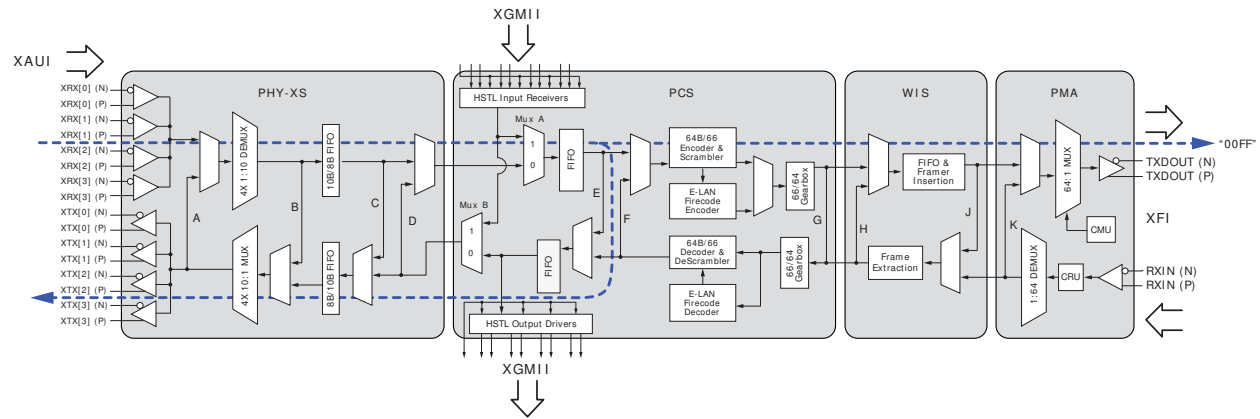 XGMII
XAUI
PHY-XS
PCS
WIS
PMA
XRX[0] (N)
XRX[0] (P)
XRX[1] (N)
XRX[1] (P)
XRX[2] (N)
XRX[2] (P)
XRX[3] (N)
XRX[3] (P)
XTX[0] (N)
XTX[0] (P)
XTX[1] (N)
XTX[1] (P)
XTX[2] (N)
XTX[2] (P)
XTX[3] (N)
XTX[3] (P)
A
4X 1:10 DEMUX
4X 10:1 MUX
B
10B/8B FIFO
8B/10B FIFO
C
D
HSTL Input Receivers
Mux A
1
0
FIFO
Mux B
1
0
FIFO
E
F
HSTL Output Drivers
64B/66
Encoder &
Scrambler
E-LAN
Firecode
Encoder
66/64
Gearbox
64B/66
Decoder &
DeScrambler
E-LAN
Firecode
Decoder
66/64
Gearbox
G
H
FIFO &
Framer
Insertion
Frame
Extraction
J
K
64:1 MUX
CMU
1:64 DEMUX
CRU
"00FF"
TXDOUT (N)
TXDOUT (P)
XFI
RXIN (N)
RXIN (P)
XGMII